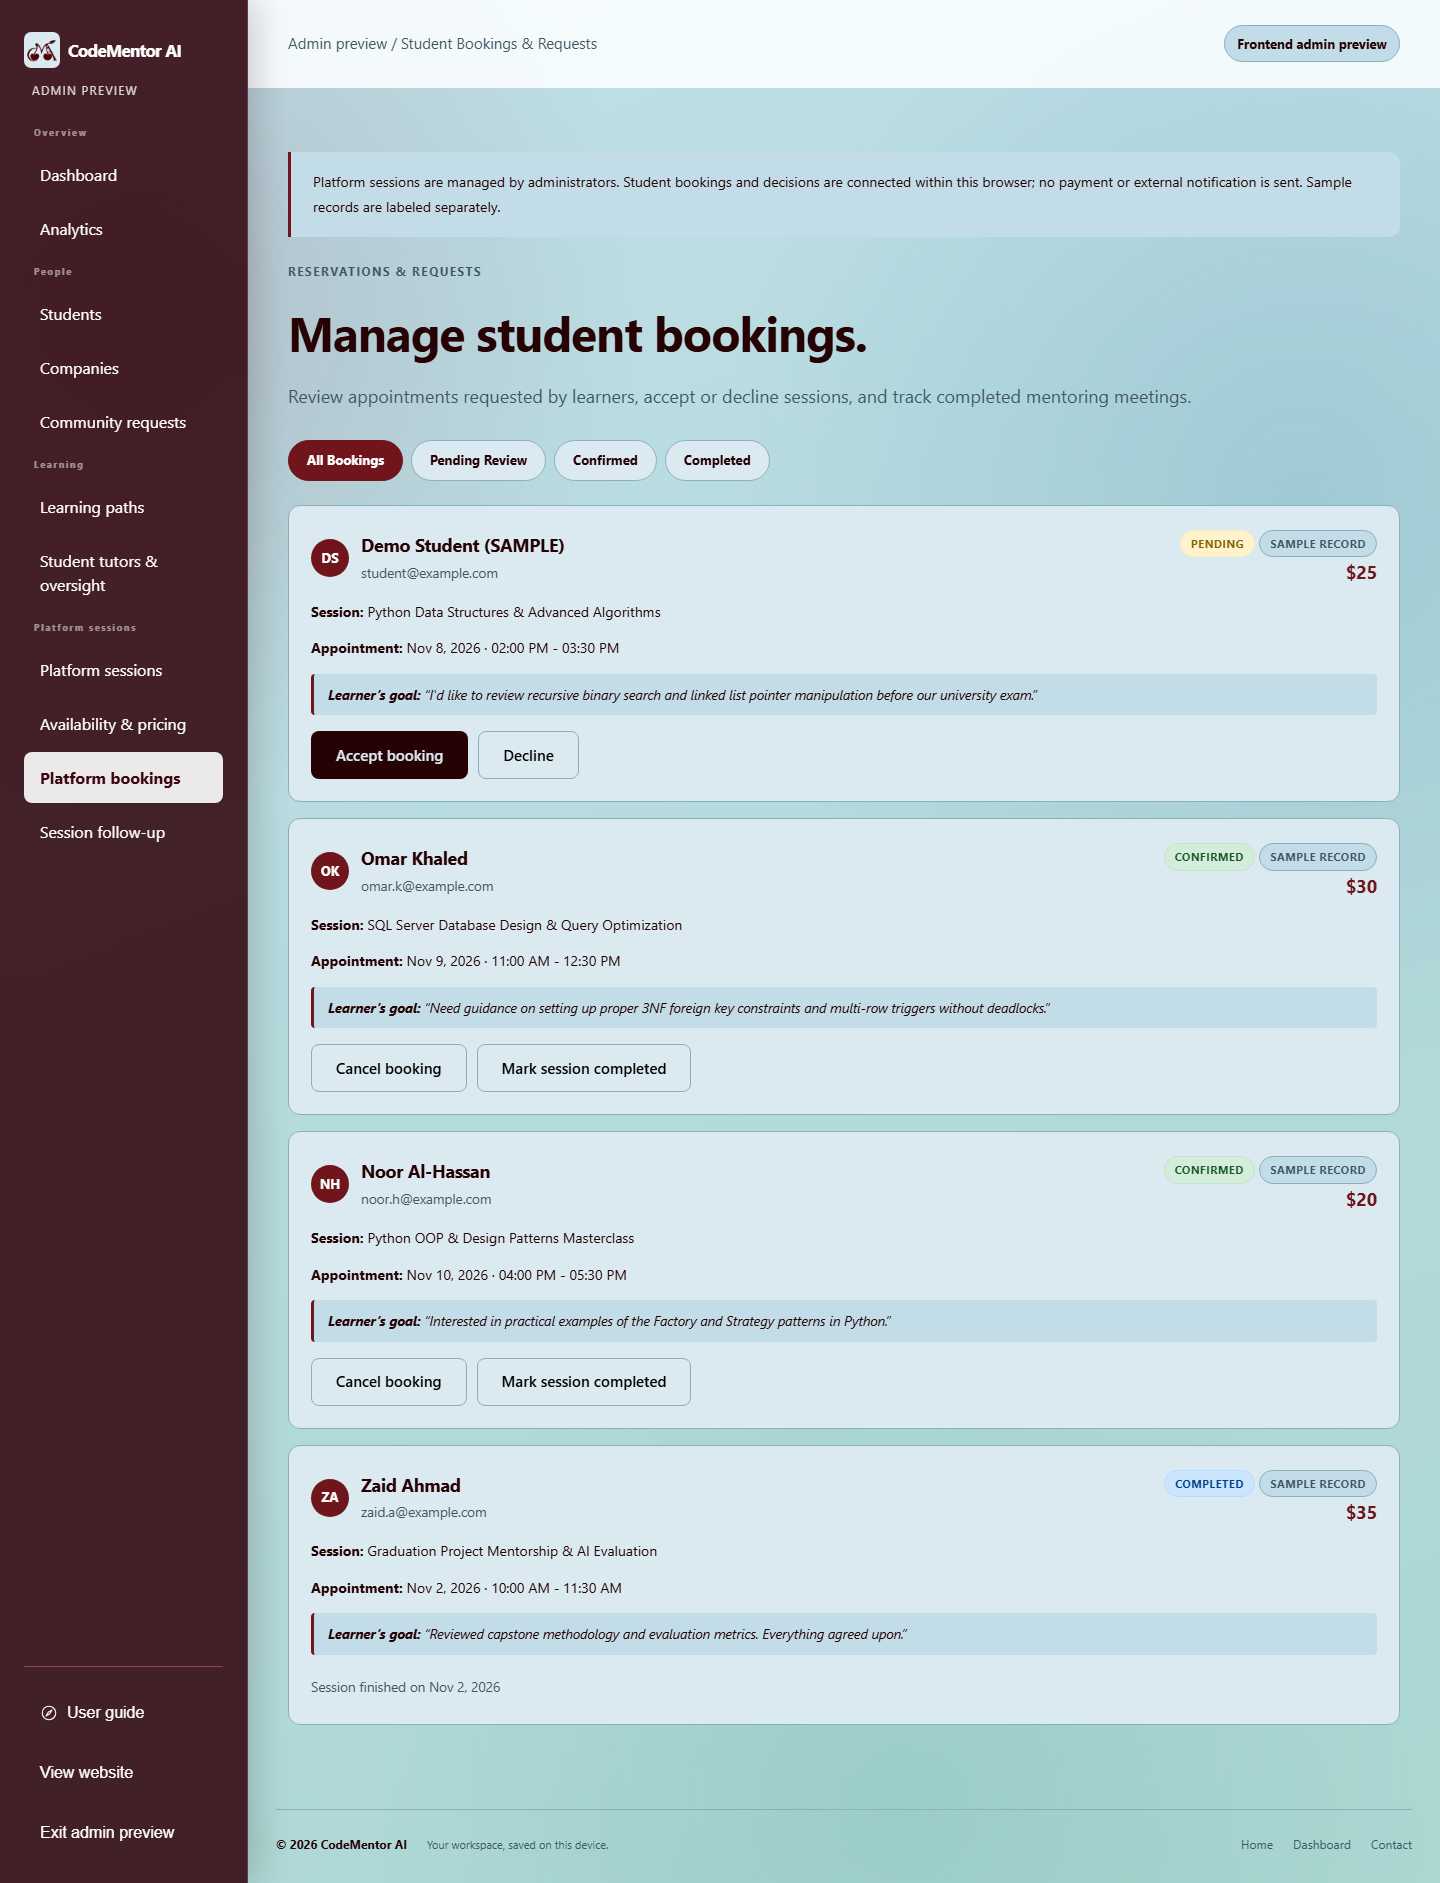 CodeMentor AI
ADMIN PREVIEW
Overview
Dashboard
Analytics
People
Students
Companies
Community requests
Learning
Learning paths
Student tutors &
oversight
Platform sessions
Platform sessions
Availability & pricing
Platform bookings
Session follow-up
User guide
View website
Exit admin preview
Admin preview / Student Bookings & Requests
Frontend admin preview
Platform sessions are managed by administrators. Student bookings and decisions are connected within this browser; no payment or external notification is sent. Sample
records are labeled separately.
RESERVATIONS & REQUESTS
Manage student bookings.
Review appointments requested by learners, accept or decline sessions, and track completed mentoring meetings.
All Bookings
Pending Review
Confirmed
Completed
DS
Demo Student (SAMPLE)
student@example.com
PENDING
SAMPLE RECORD
$25
Session: Python Data Structures & Advanced Algorithms
Appointment: Nov 8, 2026 · 02:00 PM - 03:30 PM
Learner's goal: "I'd like to review recursive binary search and linked list pointer manipulation before our university exam."
Accept booking
Decline
OK
Omar Khaled
omar.k@example.com
CONFIRMED
SAMPLE RECORD
$30
Session: SQL Server Database Design & Query Optimization
Appointment: Nov 9, 2026 · 11:00 AM - 12:30 PM
Learner's goal: "Need guidance on setting up proper 3NF foreign key constraints and multi-row triggers without deadlocks."
Cancel booking
Mark session completed
NH
Noor Al-Hassan
noor.h@example.com
CONFIRMED
SAMPLE RECORD
$20
Session: Python OOP & Design Patterns Masterclass
Appointment: Nov 10, 2026 · 04:00 PM - 05:30 PM
Learner's goal: "Interested in practical examples of the Factory and Strategy patterns in Python."
Cancel booking
Mark session completed
ZA
Zaid Ahmad
zaid.a@example.com
COMPLETED
SAMPLE RECORD
$35
Session: Graduation Project Mentorship & AI Evaluation
Appointment: Nov 2, 2026 · 10:00 AM - 11:30 AM
Learner's goal: "Reviewed capstone methodology and evaluation metrics. Everything agreed upon."
Session finished on Nov 2, 2026
© 2026 CodeMentor AI
Your workspace, saved on this device.
Home
Dashboard
Contact